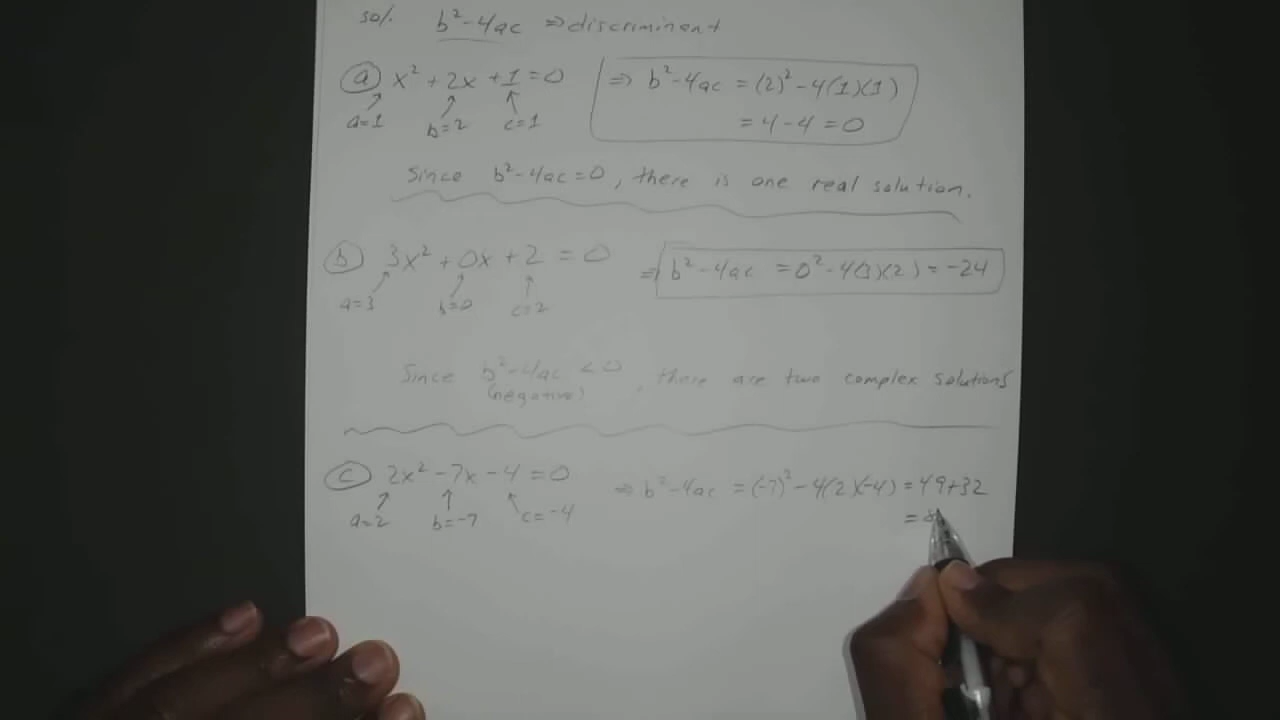 sol. b²-4ac ⇒ discriminent
ⓐ x² + 2x + 1 = 0 ⇒ b²-4ac = (2)² - 4(1)(1)
a=1 b=2 c=1 = 4 - 4 = 0
Since b²-4ac = 0, there is one real solution.
ⓑ 3x² + 0x + 2 = 0 ⇒ b²-4ac = 0² - 4(3)(2) = -24
a=3 b=0 c=2
Since b²-4ac < 0, there are two complex solutions
(negative)
ⓒ 2x² - 7x - 4 = 0 ⇒ b²-4ac = (-7)² - 4(2)(-4) = 49+32
a=2 b=-7 c=-4 = 8